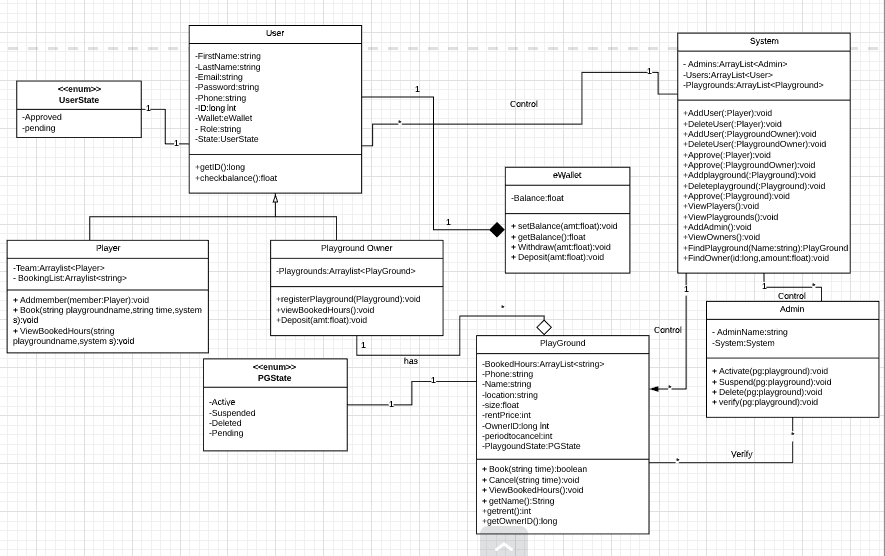 User
-FirstName:string
-LastName:string
-Email:string
-Password:string
-Phone:string
-ID:long int
-Wallet:eWallet
- Role:string
-State:UserState
+getID():long
+checkbalance():float
<<enum>>
UserState
-Approved
-pending
1
1
1
1
*
Control
1
System
- Admins:ArrayList<Admin>
-Users:ArrayList<User>
-Playgrounds:ArrayList<Playground>
+AddUser(:Player):void
+DeleteUser(:Player):void
+AddUser(:PlaygroundOwner):void
+DeleteUser(:PlaygroundOwner):void
+Approve(:Player):void
+Approve(:PlaygroundOwner):void
+Addplayground(:Playground):void
+Deleteplayground(:Playground):void
+Approve(:Playground):void
+ViewPlayers():void
+ViewPlaygrounds():void
+AddAdmin():void
+ViewOwners():void
+FindPlayground(Name:string):PlayGround
+FindOwner(id:long,amount:float):void
eWallet
-Balance:float
+ setBalance(amt:float):void
+ getBalance():float
+ Withdraw(amt:float):void
+ Deposit(amt:float):void
Player
-Team:Arraylist<Player>
- BookingList:Arraylist<string>
+ Addmember(member:Player):void
+ Book(string playgroundname,string time,system
s):void
+ ViewBookedHours(string
playgroundname,system s):void
Playground Owner
-Playgrounds:Arraylist<PlayGround>
+registerPlayground(Playground):void
+viewBookedHours():void
+Deposit(amt:float):void
1
has
*
<<enum>>
PGState
-Active
-Suspended
-Deleted
-Pending
1
1
PlayGround
-BookedHours:ArrayList<string>
-Phone:string
-Name:string
-location:string
-size:float
-rentPrice:int
-OwnerID:long int
-periodtocancel:int
-PlaygoundState:PGState
+ Book(string time):boolean
+ Cancel(string time):void
+ ViewBookedHours():void
+ getName():String
+getrent():int
+getOwnerID():long
1
Control
*
1
*
Control
Admin
- AdminName:string
-System:System
+ Activate(pg:playground):void
+ Suspend(pg:playground):void
+ Delete(pg:playground):void
+ verify(pg:playground):void
*
Verify
*